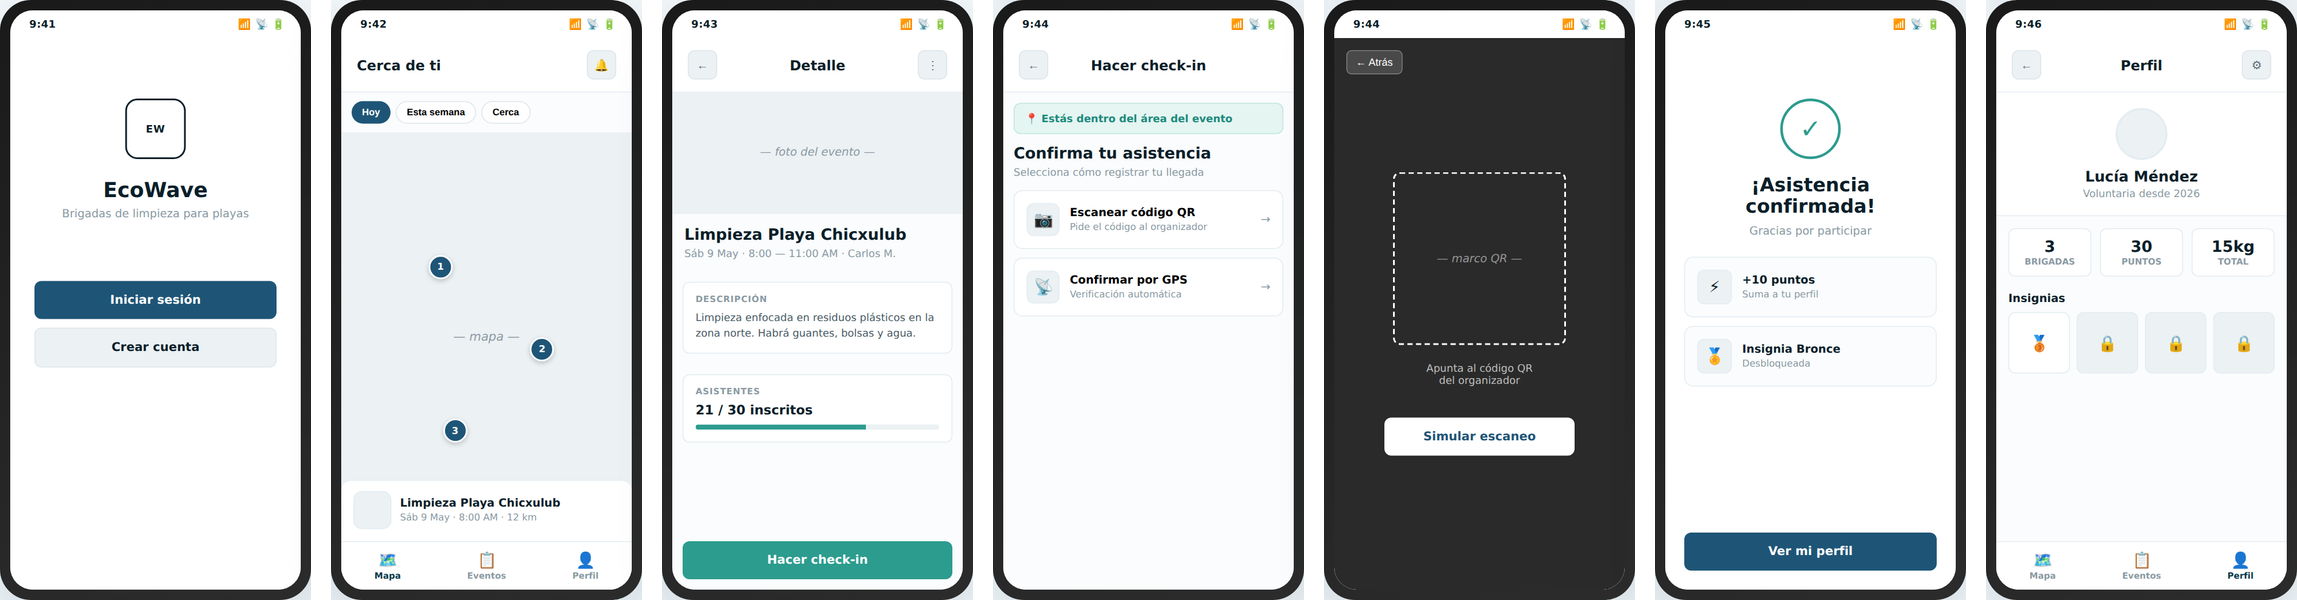 9:41
EW
EcoWave
Brigadas de limpieza para playas
Iniciar sesión
Crear cuenta
9:42
Cerca de ti
Hoy
Esta semana
Cerca
1
— mapa —
2
3
Limpieza Playa Chicxulub
Sáb 9 May · 8:00 AM · 12 km
Mapa
Eventos
Perfil
9:43
←
Detalle
⋮
— foto del evento —
Limpieza Playa Chicxulub
Sáb 9 May · 8:00 — 11:00 AM · Carlos M.
DESCRIPCIÓN
Limpieza enfocada en residuos plásticos en la
zona norte. Habrá guantes, bolsas y agua.
ASISTENTES
21 / 30 inscritos
Hacer check-in
9:44
←
Hacer check-in
📍 Estás dentro del área del evento
Confirma tu asistencia
Selecciona cómo registrar tu llegada
Escanear código QR
Pide el código al organizador
→
Confirmar por GPS
Verificación automática
→
9:44
← Atrás
— marco QR —
Apunta al código QR
del organizador
Simular escaneo
9:45
✓
¡Asistencia
confirmada!
Gracias por participar
+10 puntos
Suma a tu perfil
Insignia Bronce
Desbloqueada
Ver mi perfil
9:46
←
Perfil
Lucía Méndez
Voluntaria desde 2026
3
BRIGADAS
30
PUNTOS
15kg
TOTAL
Insignias
Mapa
Eventos
Perfil